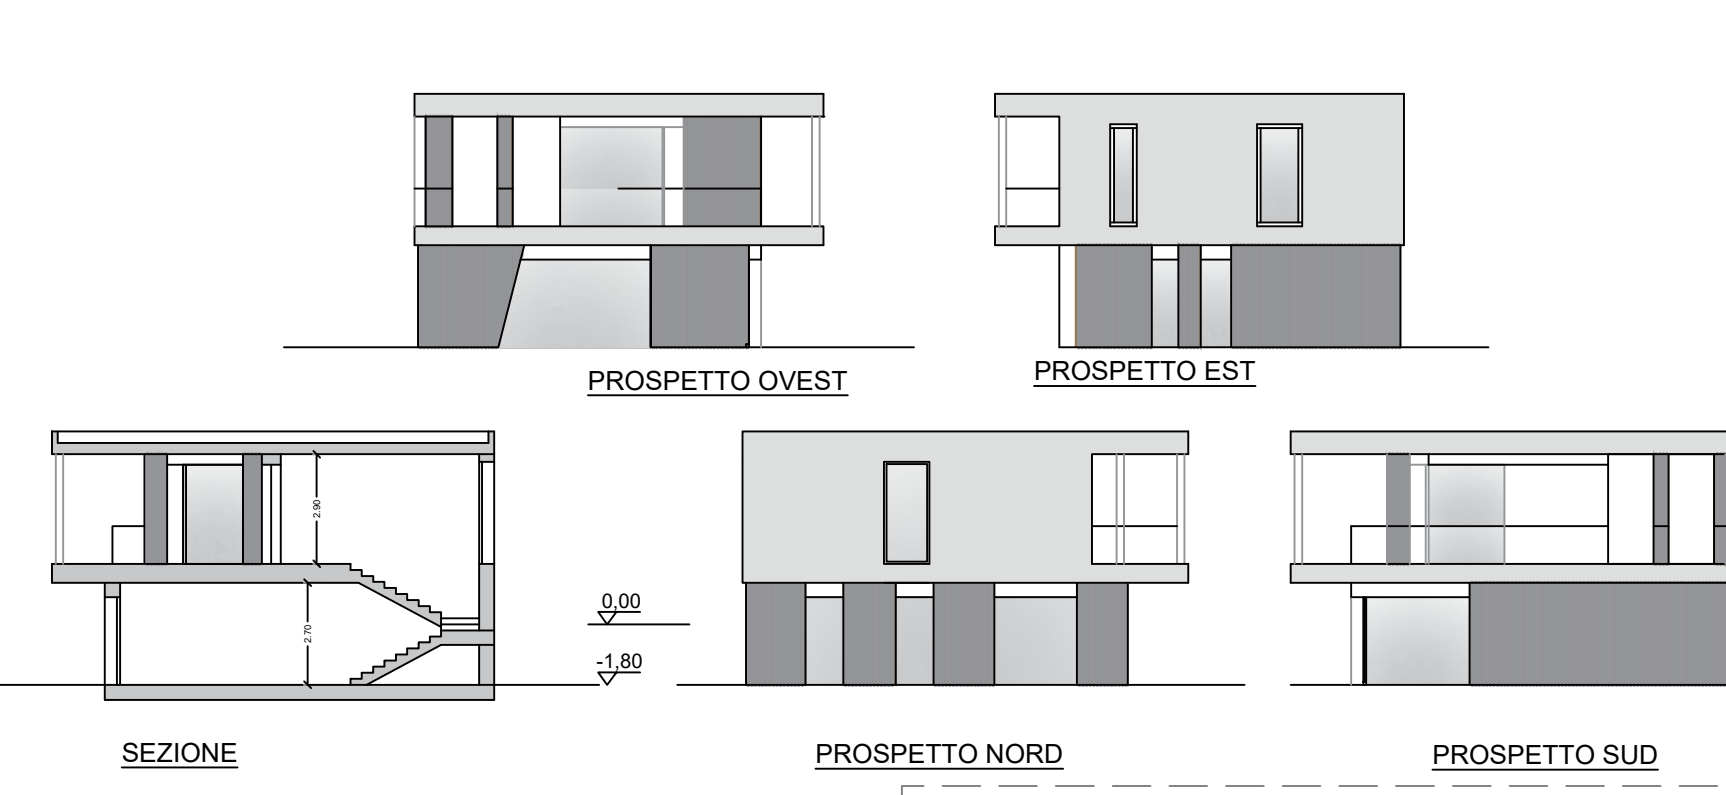 PROSPETTO OVEST
PROSPETTO EST
2.90
2.70
0,00
-1,80
SEZIONE
PROSPETTO NORD
PROSPETTO SUD